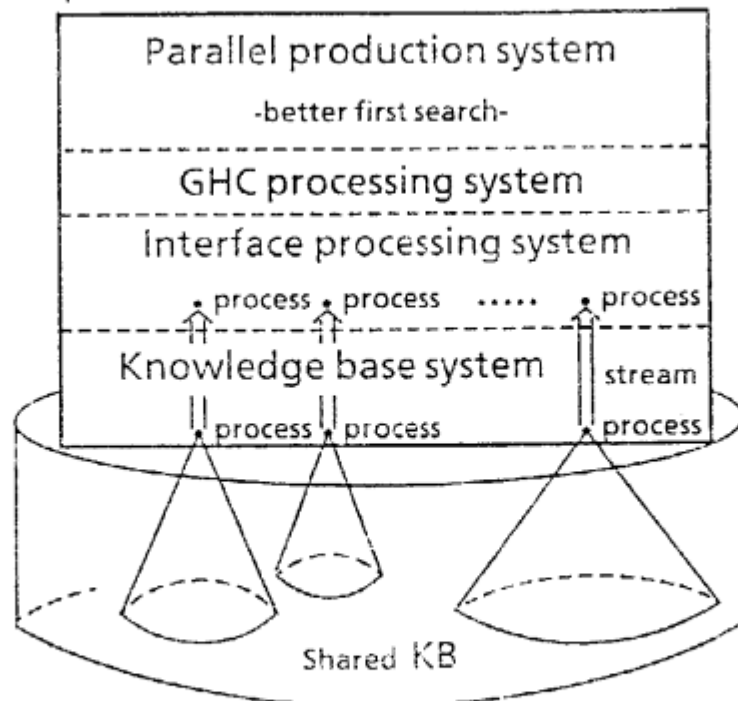 Parallel production system
-better first search-
GHC processing system
Interface processing system
process process ..... process
Knowledge base system
stream
process process process
Shared KB